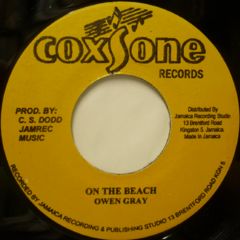 COXSONE
RECORDS
PROD. BY:
C. S. DODD
JAMREC
MUSIC
Distributed By
Jamaica Recording Studio
13 Brentford Road
Kingston 5, Jamaica.
Made in Jamaica
ON THE BEACH
OWEN GRAY
RECORDED BY JAMAICA RECORDING & PUBLISHING STUDIO 13 BRENTFORD ROAD KGN 5